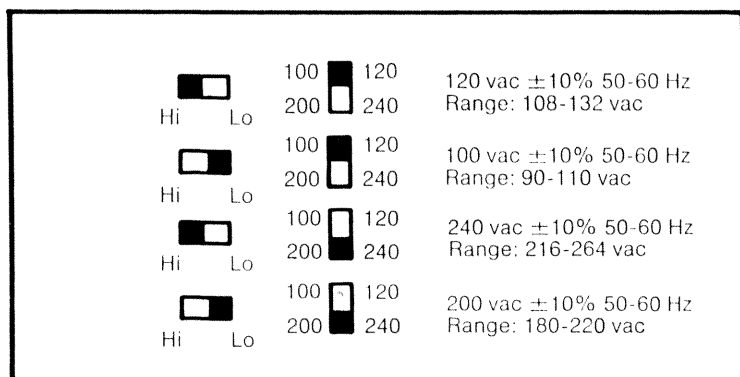 100 120
120 vac ±10% 50-60 Hz
200 240
Range: 108-132 vac
Hi Lo
100 120
100 vac ±10% 50-60 Hz
200 240
Range: 90-110 vac
Hi Lo
100 120
240 vac ±10% 50-60 Hz
200 240
Range: 216-264 vac
Hi Lo
100 120
200 vac ±10% 50-60 Hz
200 240
Range: 180-220 vac
Hi Lo